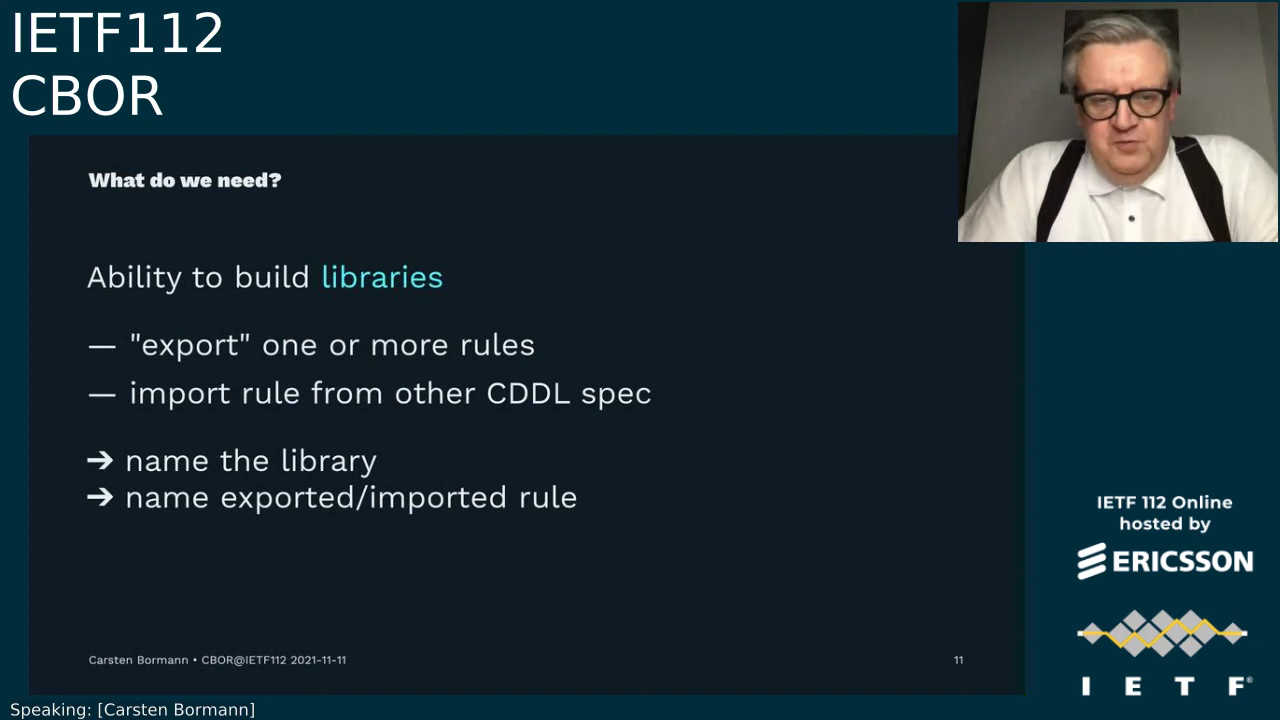 IETF112
CBOR
What do we need?
Ability to build libraries
— "export" one or more rules
— import rule from other CDDL spec
➔ name the library
➔ name exported/imported rule
Carsten Bormann • CBOR@IETF112 2021-11-11
11
IETF 112 Online
hosted by
ERICSSON
I E T F®
Speaking: [Carsten Bormann]